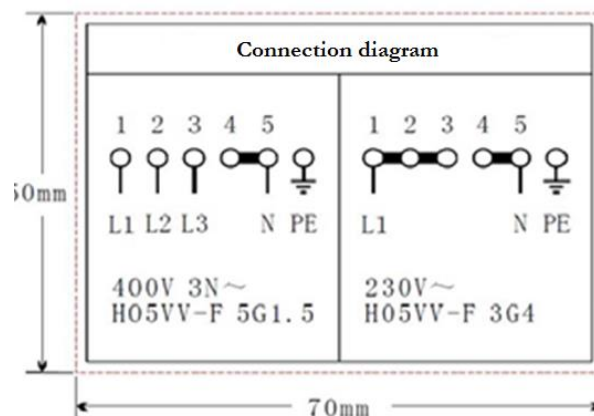 Connection diagram
1 2 3 4 5
L1 L2 L3 N PE
400V 3N~
H05VV-F 5G1.5
1 2 3 4 5
L1 N PE
230V~
H05VV-F 3G4
70mm